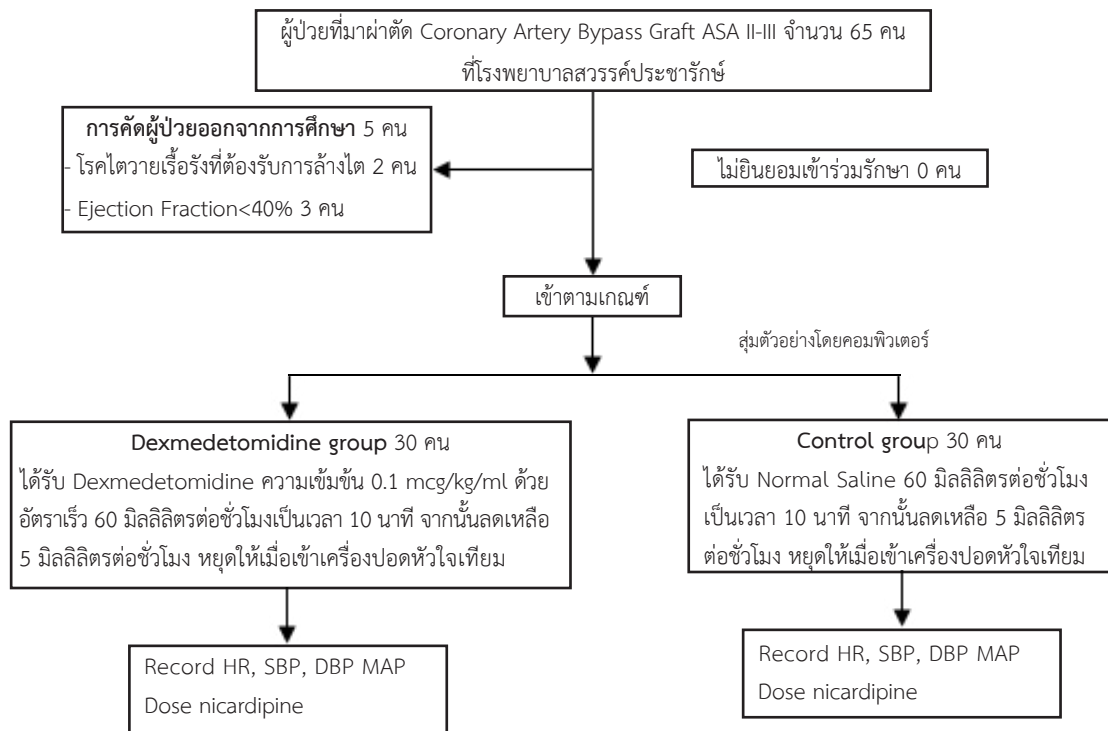 ผู้ป่วยที่มาผ่าตัด Coronary Artery Bypass Graft ASA II-III จำนวน 65 คน
ที่โรงพยาบาลสวรรค์ประชารักษ์
การคัดผู้ป่วยออกจากการศึกษา 5 คน
- โรคไตวายเรื้อรังที่ต้องรับการล้างไต 2 คน
- Ejection Fraction<40% 3 คน
ไม่ยินยอมเข้าร่วมรักษา 0 คน
เข้าตามเกณฑ์
สุ่มตัวอย่างโดยคอมพิวเตอร์
Dexmedetomidine group 30 คน
ได้รับ Dexmedetomidine ความเข้มข้น 0.1 mcg/kg/ml ด้วย
อัตราเร็ว 60 มิลลิลิตรต่อชั่วโมงเป็นเวลา 10 นาที จากนั้นลดเหลือ
5 มิลลิลิตรต่อชั่วโมง หยุดให้เมื่อเข้าเครื่องปอดหัวใจเทียม
Control group 30 คน
ได้รับ Normal Saline 60 มิลลิลิตรต่อชั่วโมง
เป็นเวลา 10 นาที จากนั้นลดเหลือ 5 มิลลิลิตร
ต่อชั่วโมง หยุดให้เมื่อเข้าเครื่องปอดหัวใจเทียม
Record HR, SBP, DBP MAP
Dose nicardipine
Record HR, SBP, DBP MAP
Dose nicardipine